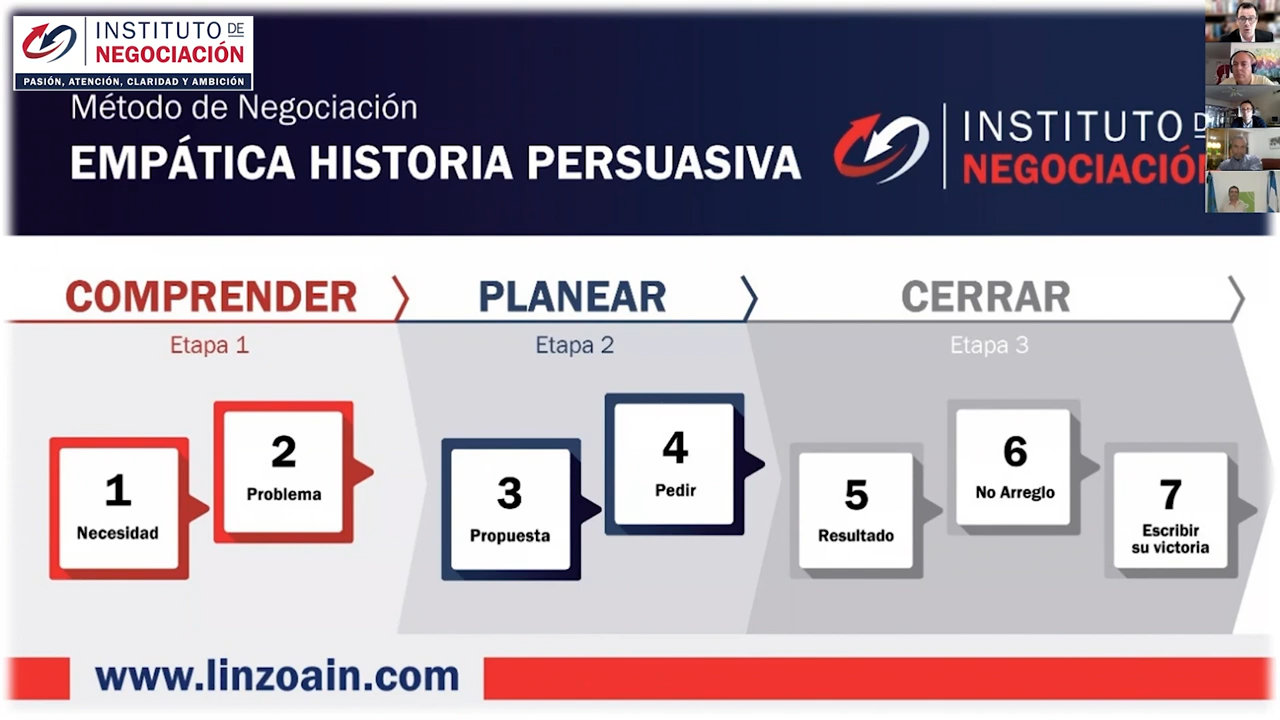 INSTITUTO DE
NEGOCIACIÓN
PASIÓN, ATENCIÓN, CLARIDAD Y AMBICIÓN
Método de Negociación
EMPÁTICA HISTORIA PERSUASIVA
INSTITUTO
NEGOCIACIÓN
COMPRENDER
PLANEAR
CERRAR
Etapa 1
Etapa 2
Etapa 3
1
Necesidad
2
Problema
3
Propuesta
4
Pedir
5
Resultado
6
No Arreglo
7
Escribir
su victoria
www.linzoain.com